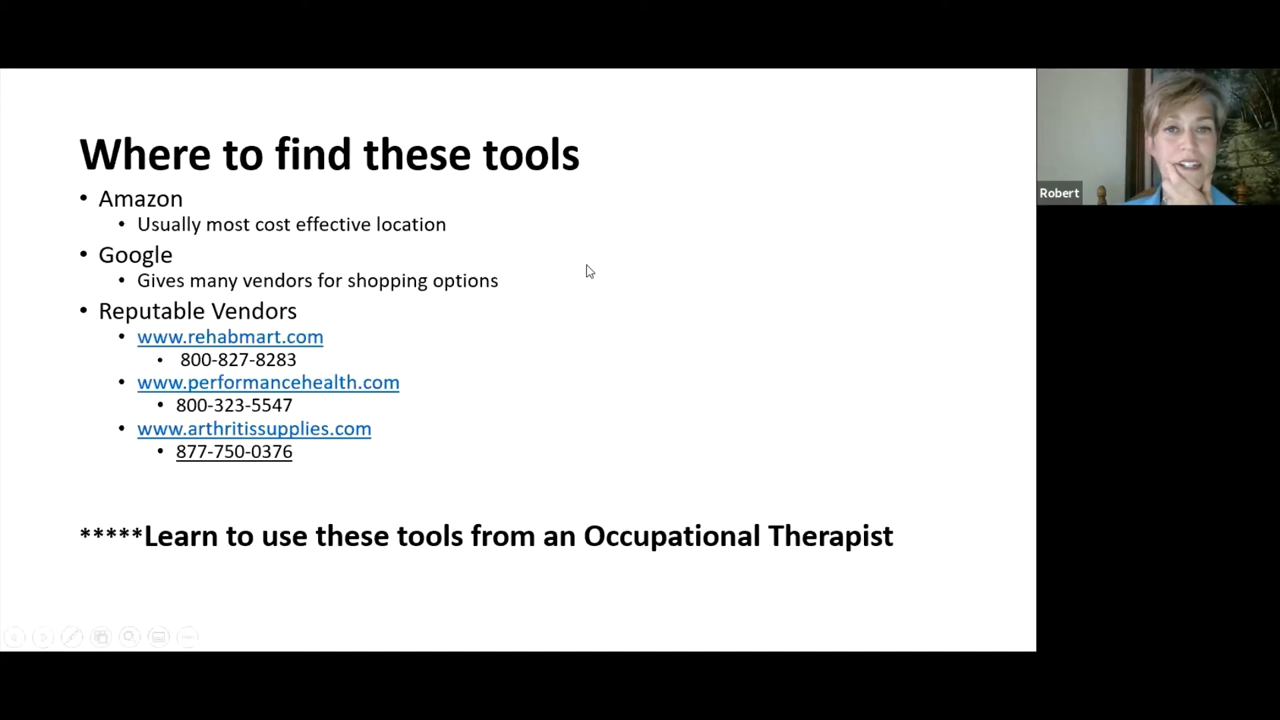 Where to find these tools
• Amazon
• Usually most cost effective location
• Google
• Gives many vendors for shopping options
• Reputable Vendors
• www.rehabmart.com
• 800-827-8283
• www.performancehealth.com
• 800-323-5547
• www.arthritissupplies.com
• 877-750-0376
*****Learn to use these tools from an Occupational Therapist
Robert